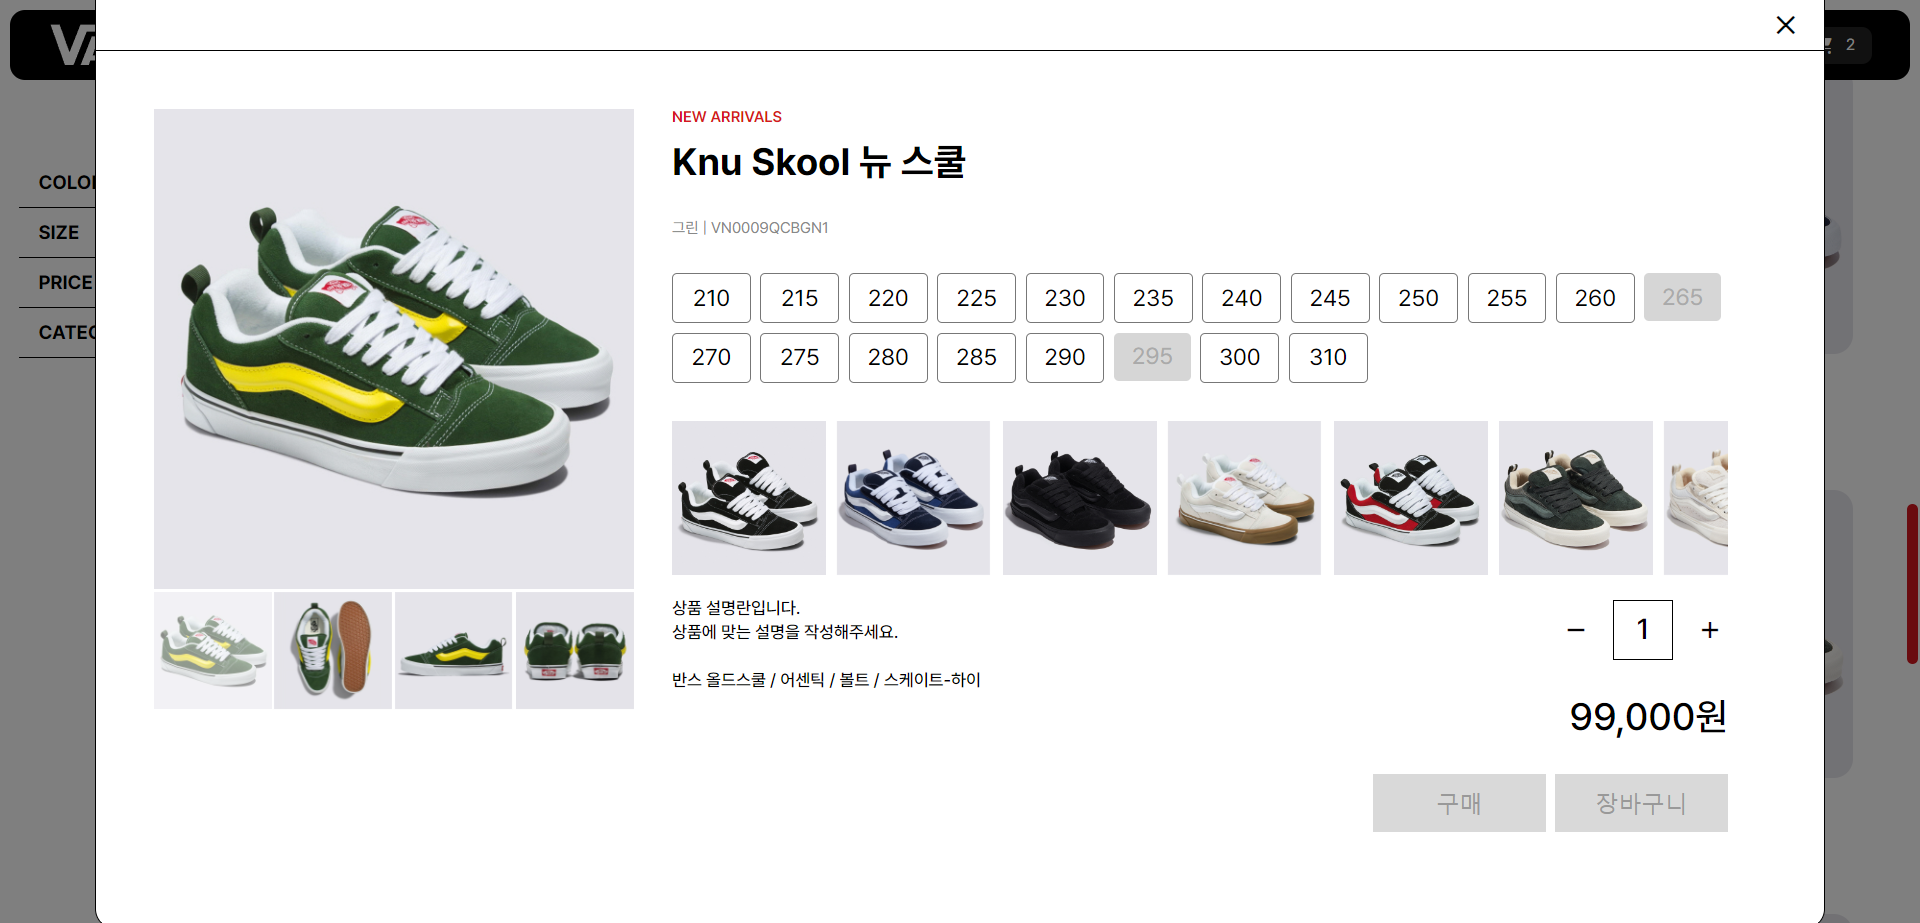 VA
2
COLO
SIZE
PRICE
CATEG
NEW ARRIVALS
Knu Skool 뉴 스쿨
그린 | VN0009QCBGN1
210 215 220 225 230 235 240 245 250 255 260 265
270 275 280 285 290 295 300 310
상품 설명란입니다.
상품에 맞는 설명을 작성해주세요.
반스 올드스쿨 / 어센틱 / 볼트 / 스케이트-하이
− 1 +
99,000원
구매 장바구니